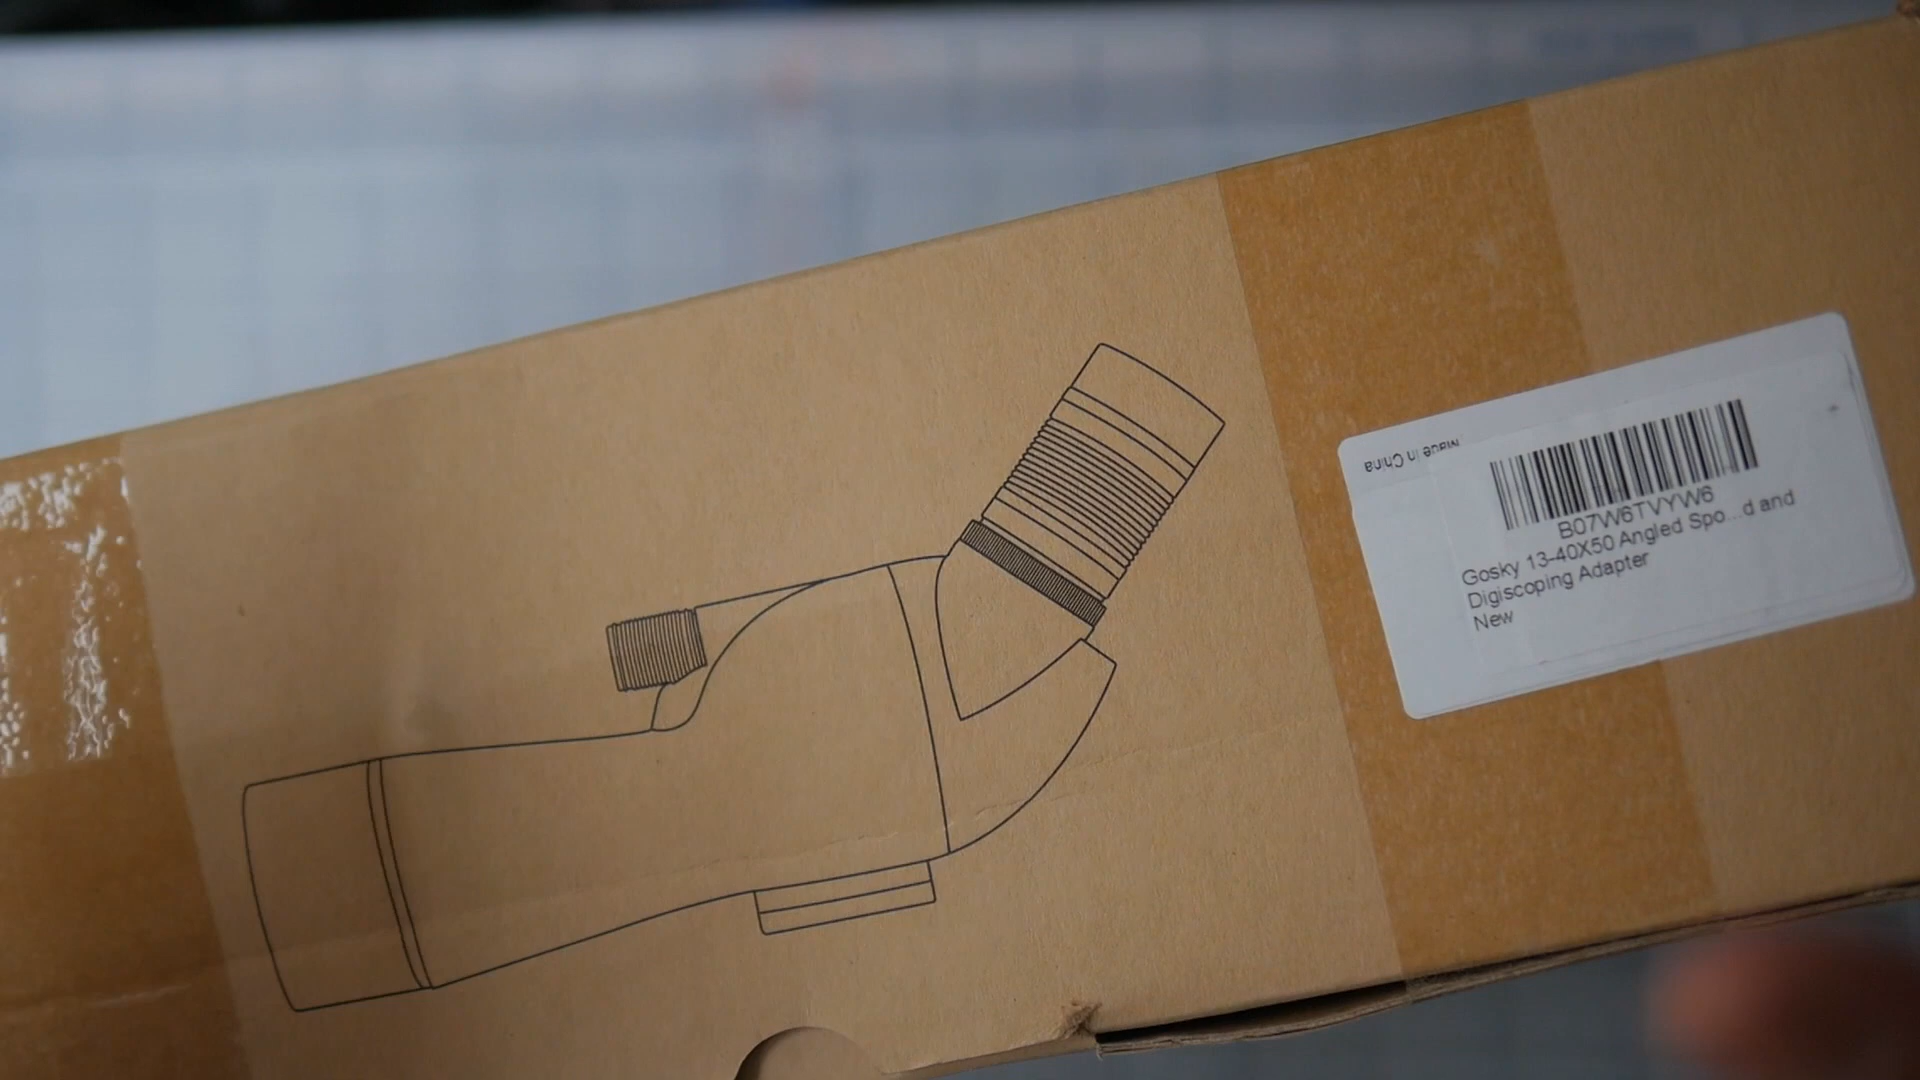 Made in China
B07W6TVYW6
Gosky 13-40X50 Angled Spo...d and
Digiscoping Adapter
New